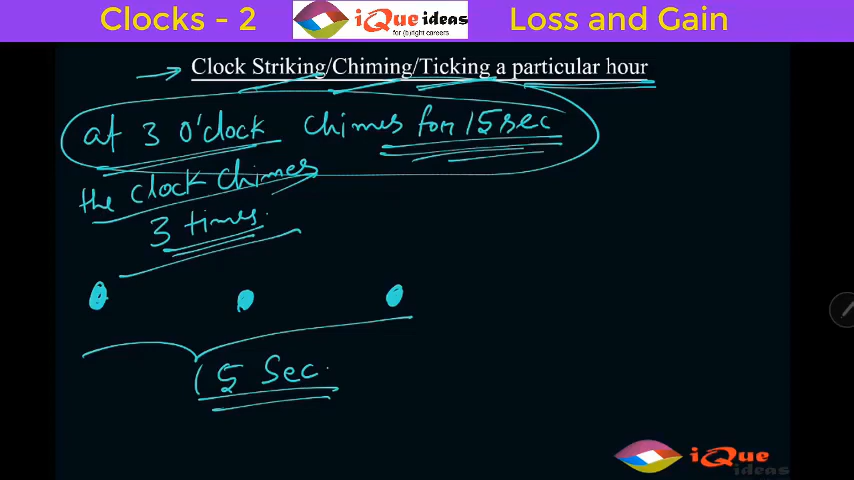 Clocks - 2
iQue ideas
for (b)right careers
Loss and Gain
Clock Striking/Chiming/Ticking a particular hour
at 3 O'clock chimes for 15 sec
the clock chimes
3 times.
15 Sec.
iQue
ideas